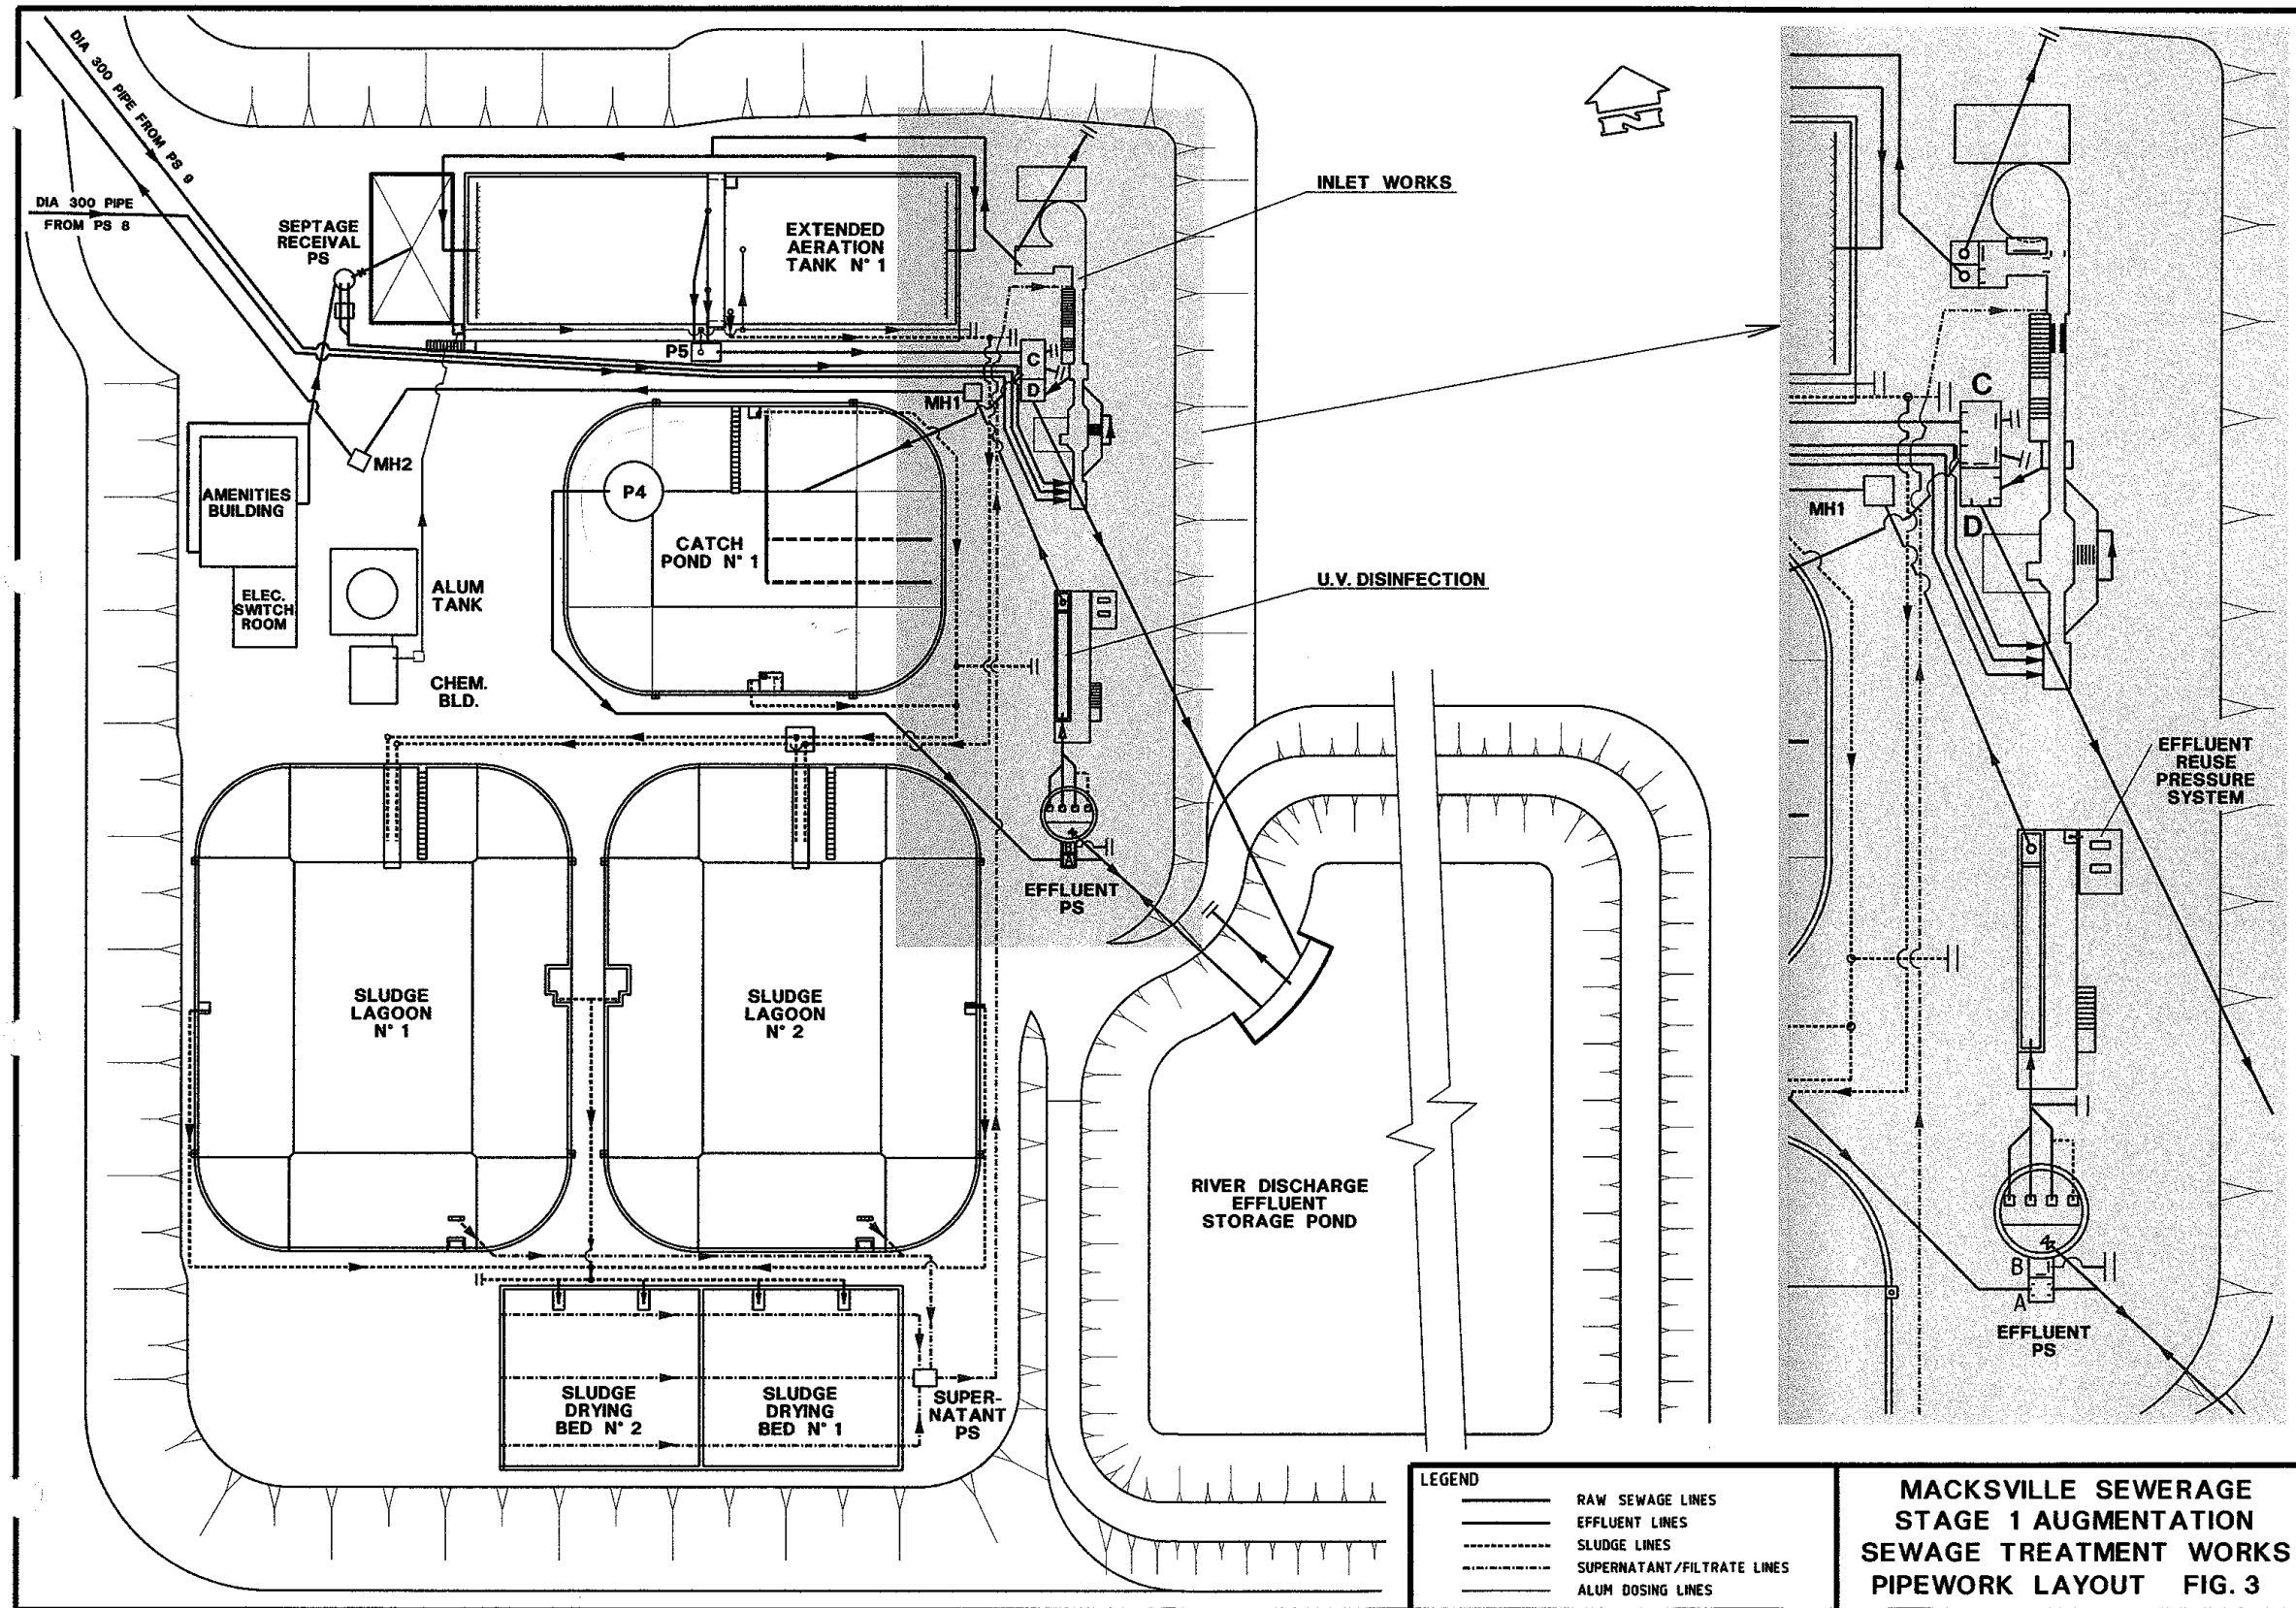 DIA 300 PIPE FROM PS 9
DIA 300 PIPE
FROM PS 8
SEPTAGE
RECEIVAL
PS
EXTENDED
AERATION
TANK N° 1
INLET WORKS
N
P5
C
D
MH1
MH2
AMENITIES
BUILDING
ELEC.
SWITCH
ROOM
ALUM
TANK
CHEM.
BLD.
P4
CATCH
POND N° 1
U.V. DISINFECTION
EFFLUENT
PS
SLUDGE
LAGOON
N° 1
SLUDGE
LAGOON
N° 2
RIVER DISCHARGE
EFFLUENT
STORAGE POND
SLUDGE
DRYING
BED N° 2
SLUDGE
DRYING
BED N° 1
SUPER-
NATANT
PS
C
D
MH1
EFFLUENT
REUSE
PRESSURE
SYSTEM
B
A
EFFLUENT
PS
LEGEND
RAW SEWAGE LINES
EFFLUENT LINES
SLUDGE LINES
SUPERNATANT/FILTRATE LINES
ALUM DOSING LINES
MACKSVILLE SEWERAGE
STAGE 1 AUGMENTATION
SEWAGE TREATMENT WORKS
PIPEWORK LAYOUT FIG. 3